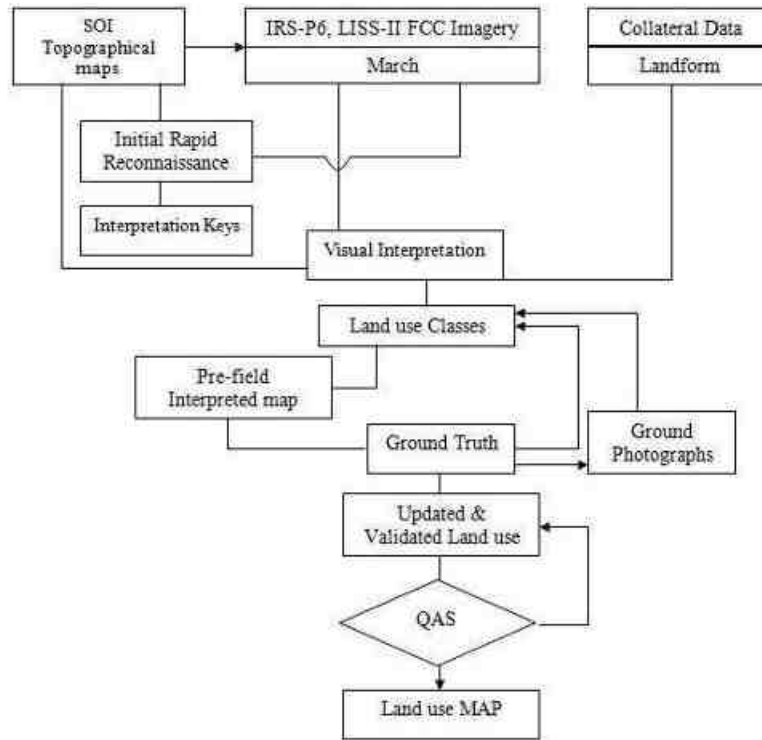 SOI
Topographical
maps
IRS-P6, LISS-II FCC Imagery
March
Collateral Data
Landform
Initial Rapid
Reconnaissance
Interpretation Keys
Visual Interpretation
Land use Classes
Pre-field
Interpreted map
Ground Truth
Ground
Photographs
Updated &
Validated Land use
QAS
Land use MAP